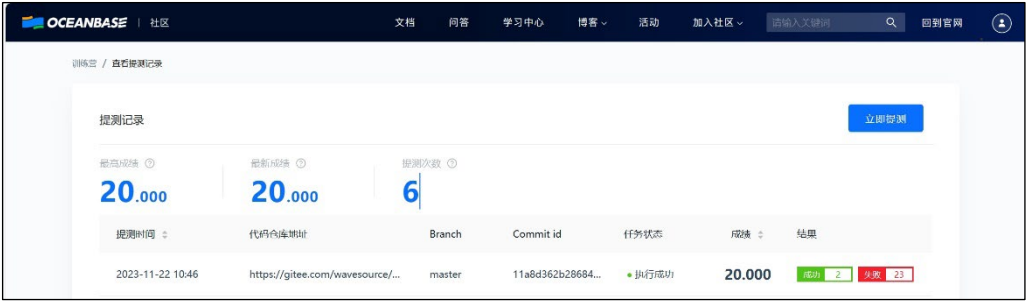 OCEANBASE | 社区 文档 问答 学习中心 博客 活动 加入社区 请输入关键词 回到官网
训练营 / 查看提测记录
提测记录 立即提测
最高成绩 最新成绩 提测次数
20.000 20.000 6
提测时间 代码仓库地址 Branch Commit id 任务状态 成绩 结果
2023-11-22 10:46 https://gitee.com/wavesource/... master 11a8d362b28684... 执行成功 20.000 成功 2 失败 23